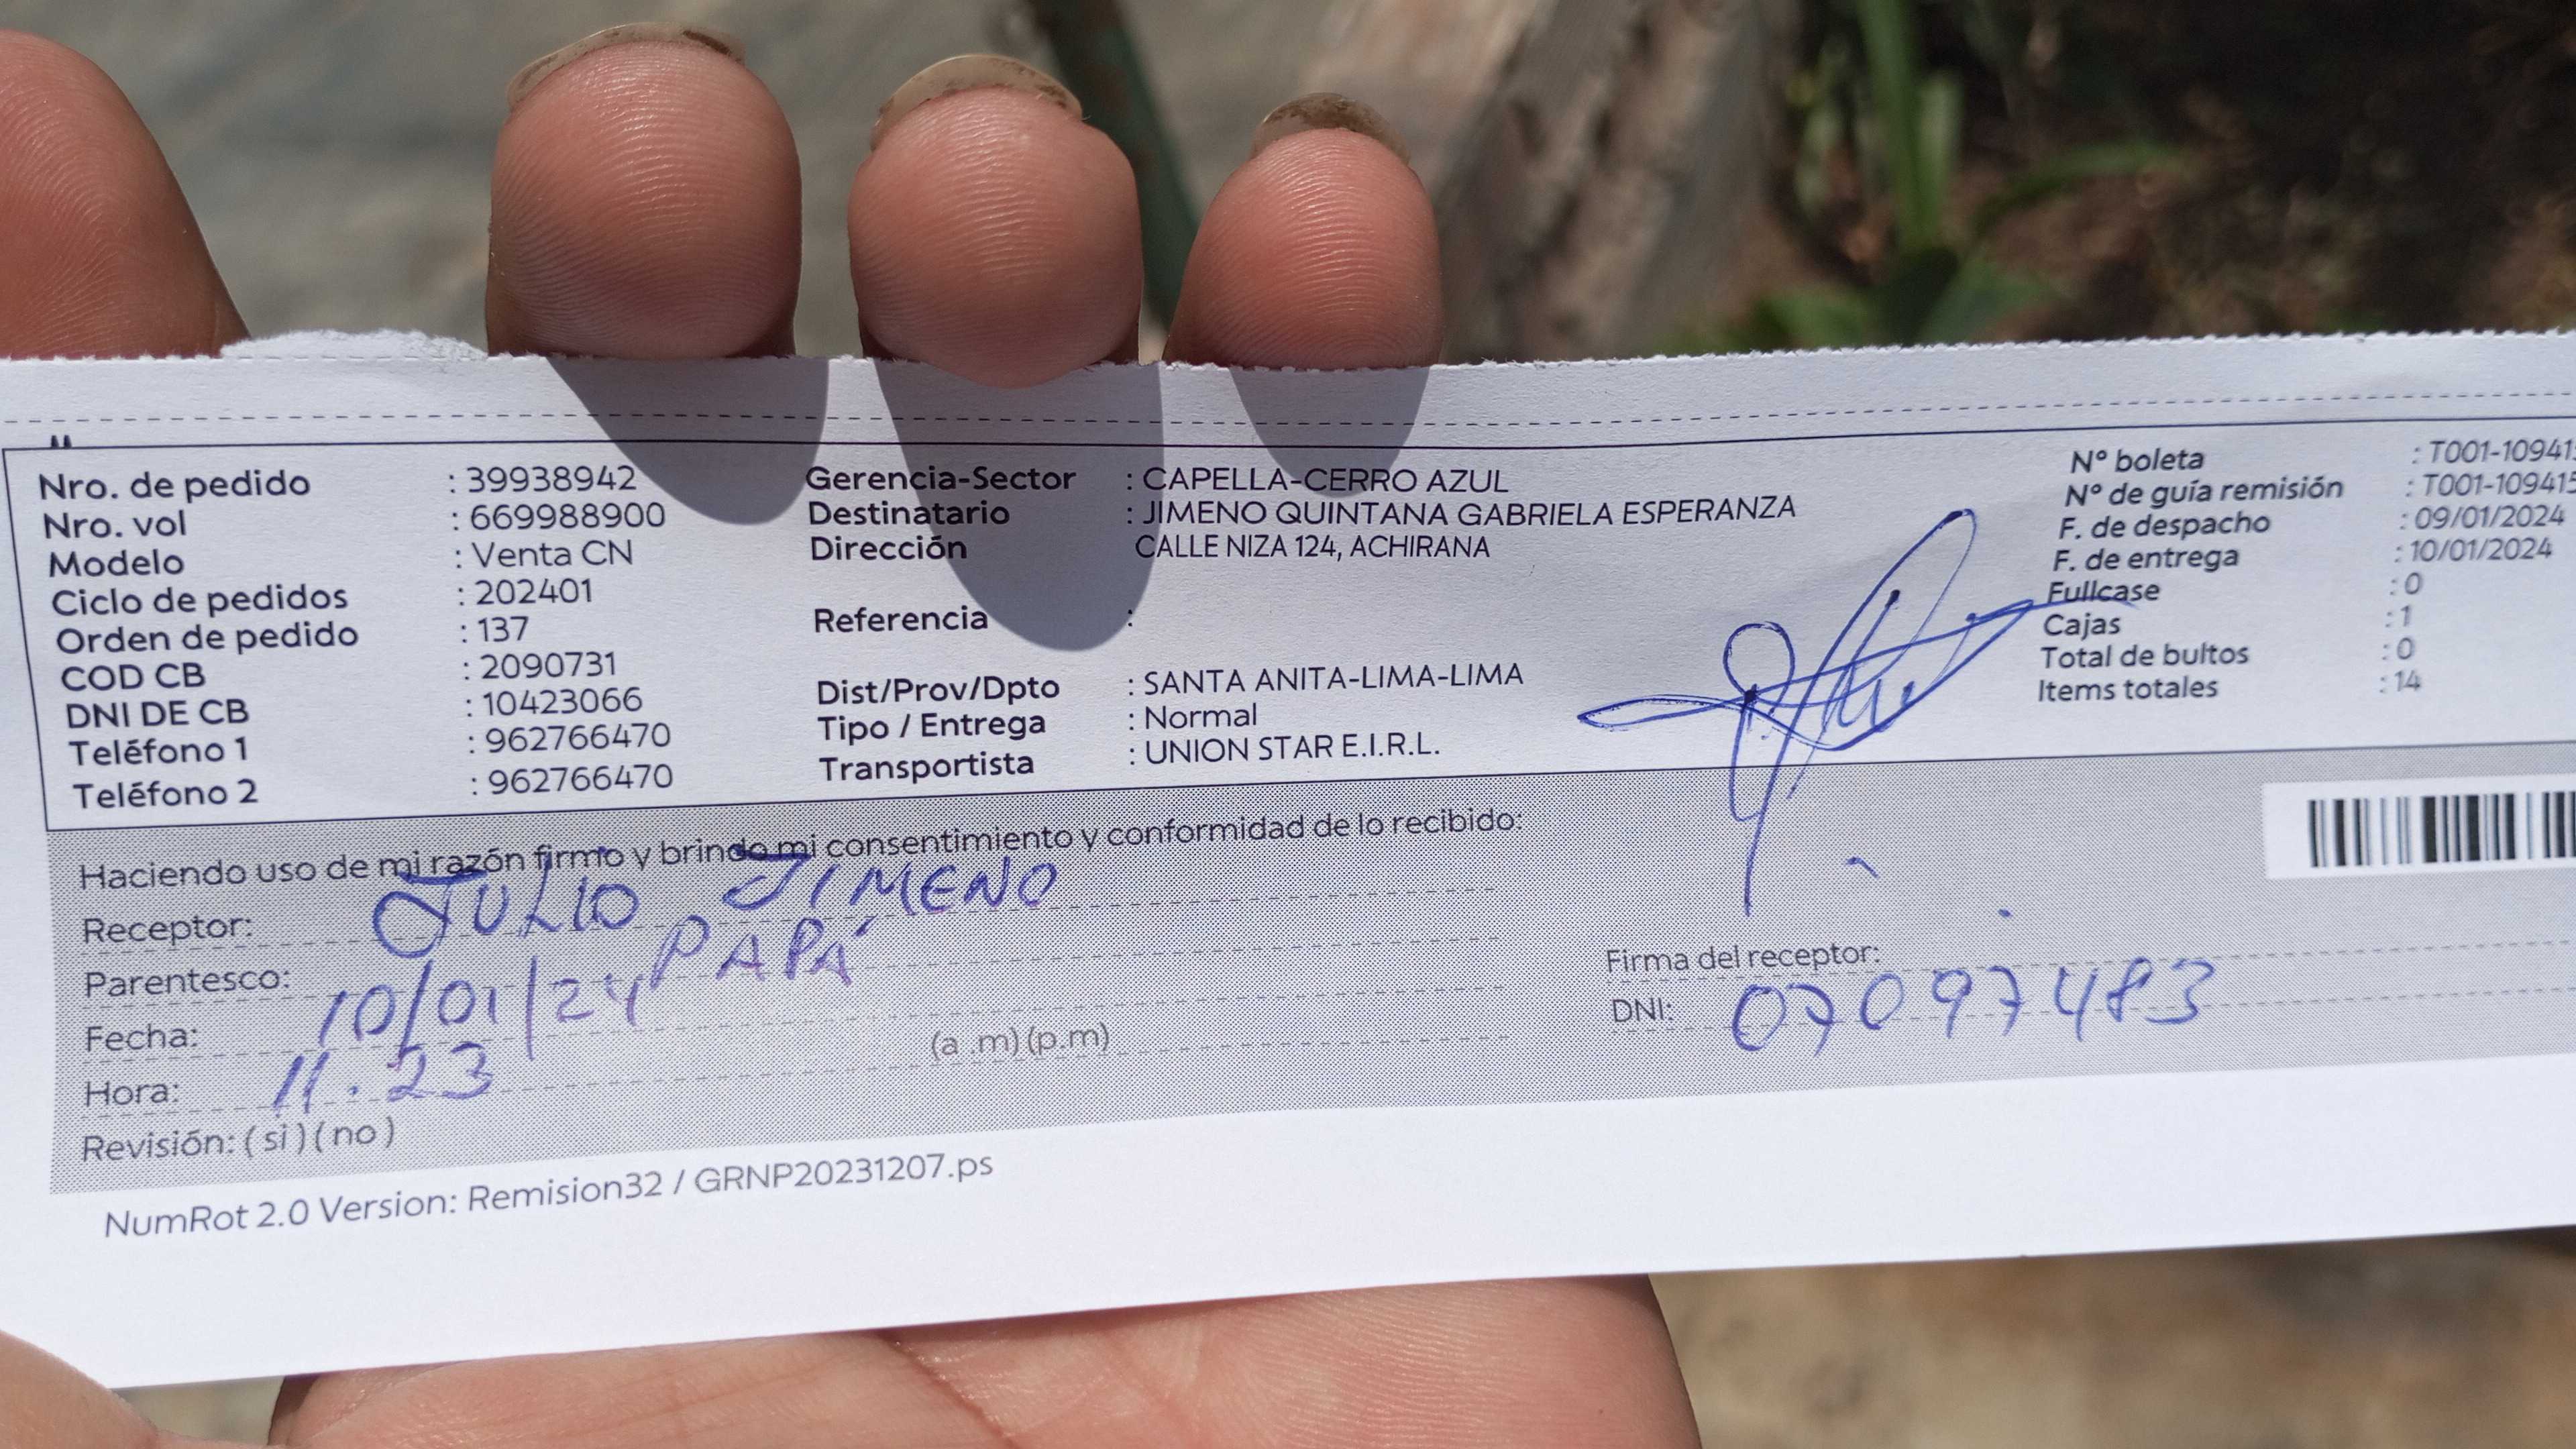 Nro. de pedido : 39938942
Nro. vol : 669988900
Modelo : Venta CN
Ciclo de pedidos : 202401
Orden de pedido : 137
COD CB : 2090731
DNI DE CB : 10423066
Teléfono 1 : 962766470
Teléfono 2 : 962766470
Gerencia-Sector : CAPELLA-CERRO AZUL
Destinatario : JIMENO QUINTANA GABRIELA ESPERANZA
Dirección CALLE NIZA 124, ACHIRANA
Referencia :
Dist/Prov/Dpto : SANTA ANITA-LIMA-LIMA
Tipo / Entrega : Normal
Transportista : UNION STAR E.I.R.L.
Nº boleta : T001-10941
Nº de guía remisión : T001-109415
F. de despacho : 09/01/2024
F. de entrega : 10/01/2024
Fullcase : 0
Cajas : 1
Total de bultos : 0
Items totales : 14
Haciendo uso de mi razón firmo y brindo mi consentimiento y conformidad de lo recibido:
Receptor: JULIO JIMENO
Parentesco: PAPÁ
Fecha: 10/01/24
Hora: 11.23 (a .m) (p.m)
Revisión: ( si ) ( no )
Firma del receptor:
DNI: 07097483
NumRot 2.0 Version: Remision32 / GRNP20231207.ps